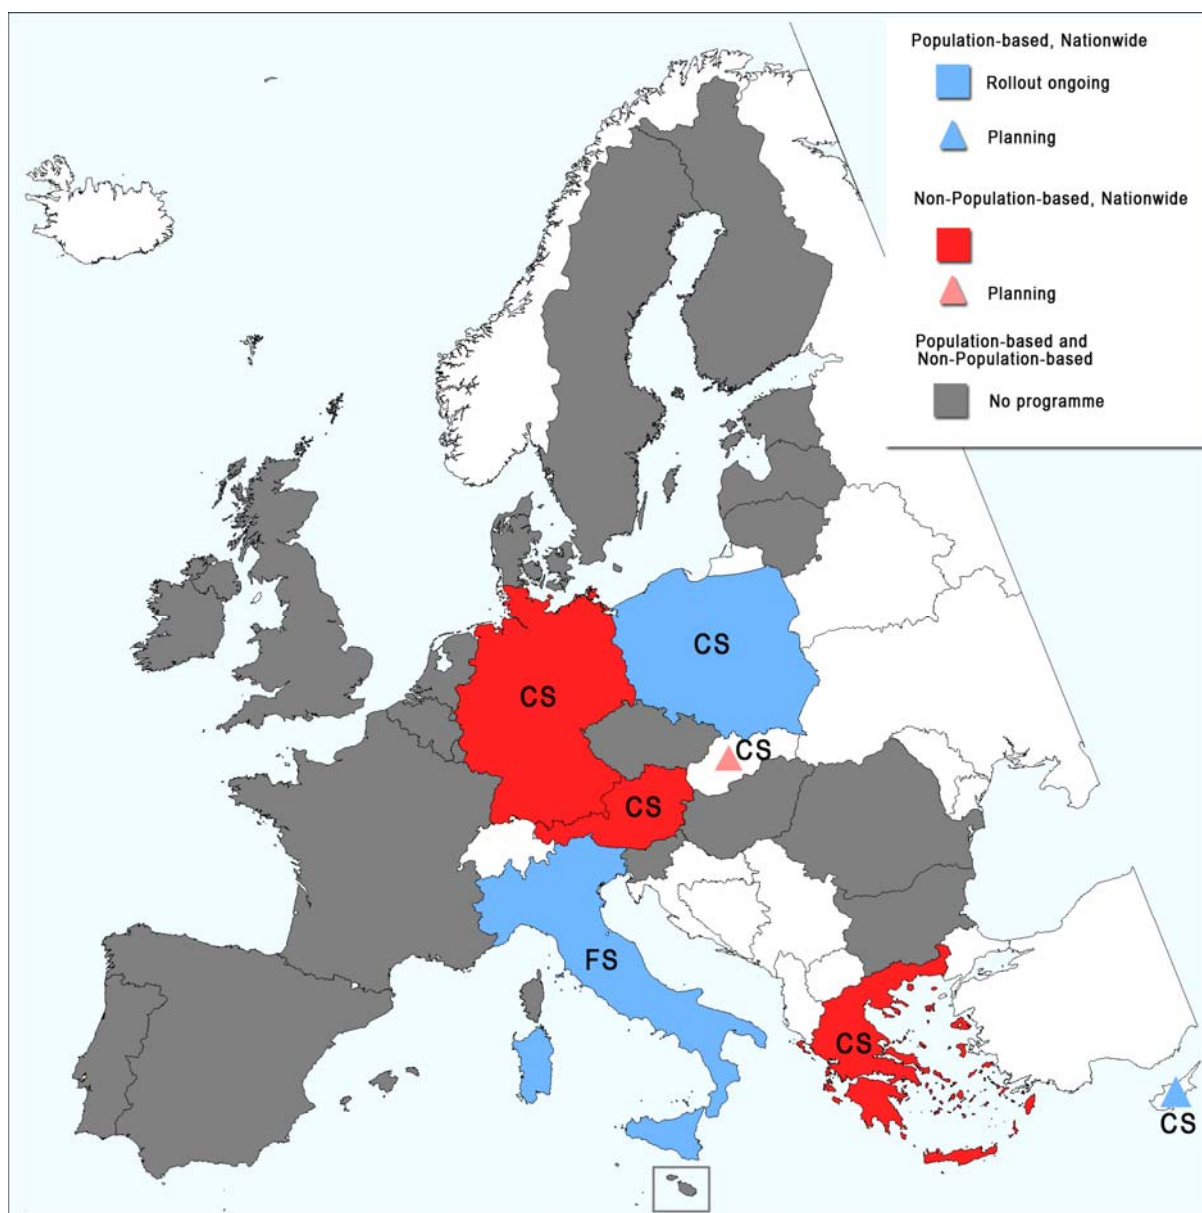 Population-based, Nationwide
Rollout ongoing
Planning
Non-Population-based, Nationwide
Planning
Population-based and
Non-Population-based
No programme
CS
CS
CS
CS
FS
CS
CS